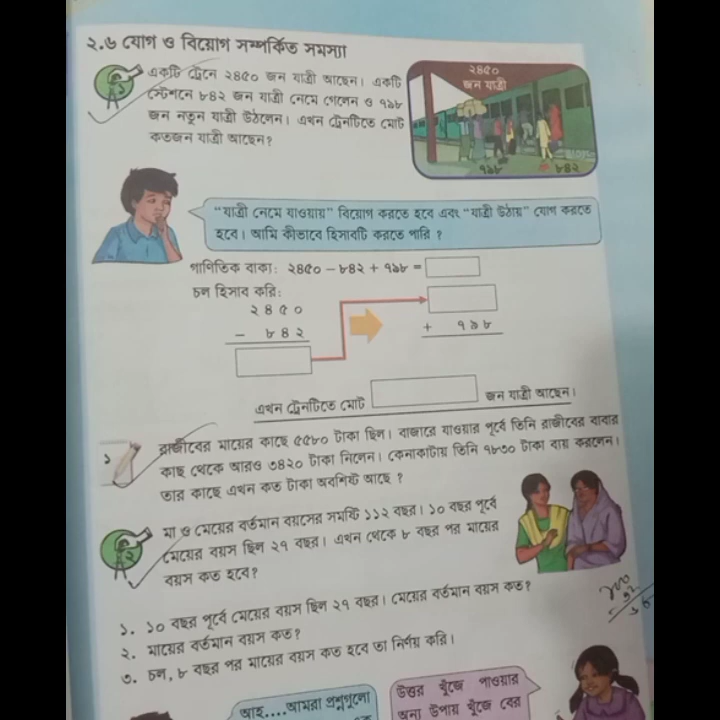 ২.৬ যোগ ও বিয়োগ সম্পর্কিত সমস্যা
১
একটি ট্রেনে ২৪৫০ জন যাত্রী আছেন। একটি
স্টেশনে ৮৪২ জন যাত্রী নেমে গেলেন ও ৭৯৮
জন নতুন যাত্রী উঠলেন। এখন ট্রেনটিতে মোট
কতজন যাত্রী আছেন?
২৪৫০
জন যাত্রী
৭৯৮
৮৪২
“যাত্রী নেমে যাওয়ায়” বিয়োগ করতে হবে এবং “যাত্রী উঠায়” যোগ করতে
হবে। আমি কীভাবে হিসাবটি করতে পারি ?
গাণিতিক বাক্য: ২৪৫০ – ৮৪২ + ৭৯৮ =
চল হিসাব করি:
২ ৪ ৫ ০
– ৮ ৪ ২
+ ৭ ৯ ৮
এখন ট্রেনটিতে মোট জন যাত্রী আছেন।
১
রাজীবের মায়ের কাছে ৫৫৮০ টাকা ছিল। বাজারে যাওয়ার পূর্বে তিনি রাজীবের বাবার
কাছ থেকে আরও ৩৪২০ টাকা নিলেন। কেনাকাটায় তিনি ৭৮৩০ টাকা ব্যয় করলেন।
তার কাছে এখন কত টাকা অবশিষ্ট আছে ?
২
মা ও মেয়ের বর্তমান বয়সের সমষ্টি ১১২ বছর। ১০ বছর পূর্বে
মেয়ের বয়স ছিল ২৭ বছর। এখন থেকে ৮ বছর পর মায়ের
বয়স কত হবে?
১. ১০ বছর পূর্বে মেয়ের বয়স ছিল ২৭ বছর। মেয়ের বর্তমান বয়স কত?
২. মায়ের বর্তমান বয়স কত?
৩. চল, ৮ বছর পর মায়ের বয়স কত হবে তা নির্ণয় করি।
আহ....আমরা প্রশ্নগুলো
উত্তর খুঁজে পাওয়ার
অন্য উপায় খুঁজে বের